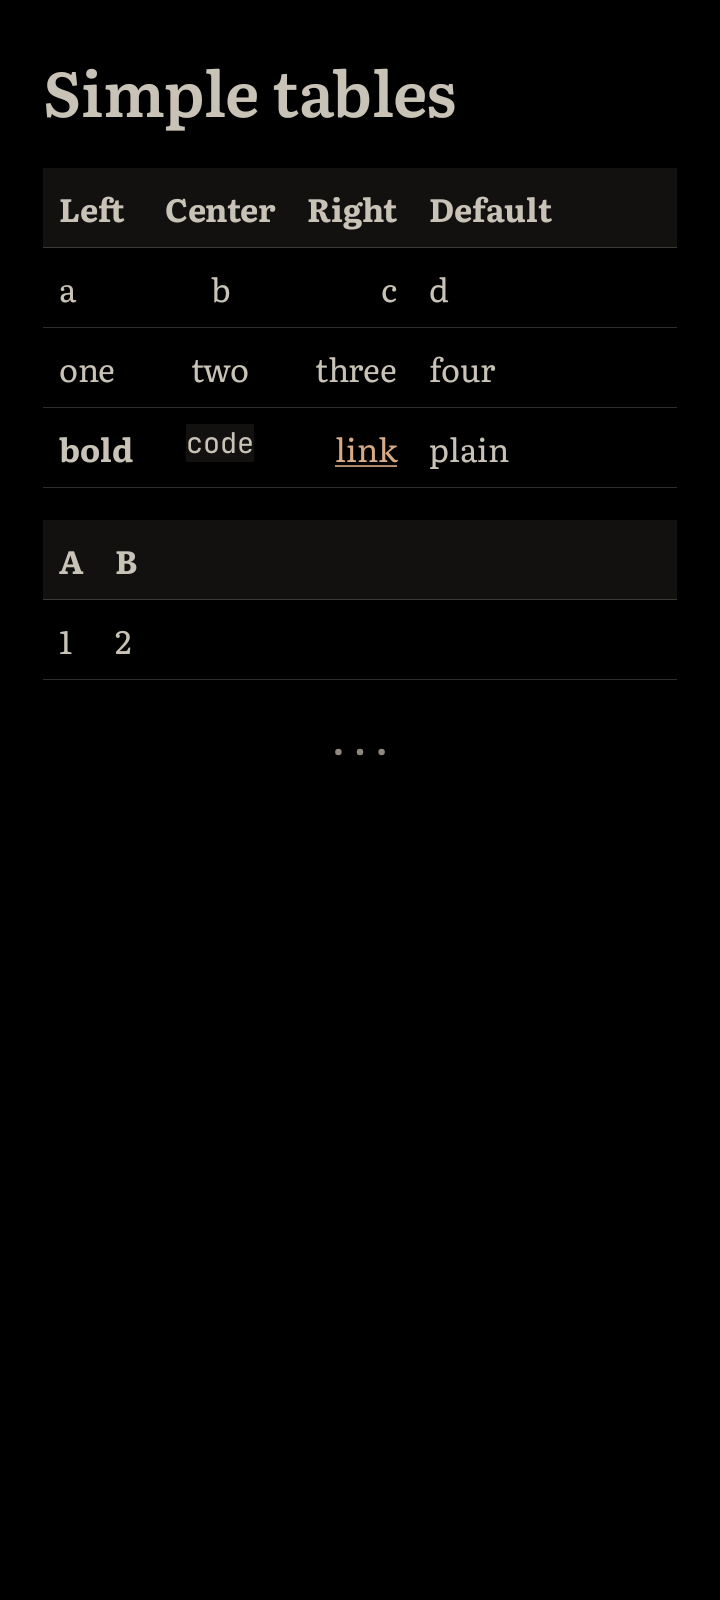 Simple tables
Left Center Right Default
a b c d
one two three four
bold code link plain
A B
1 2
...